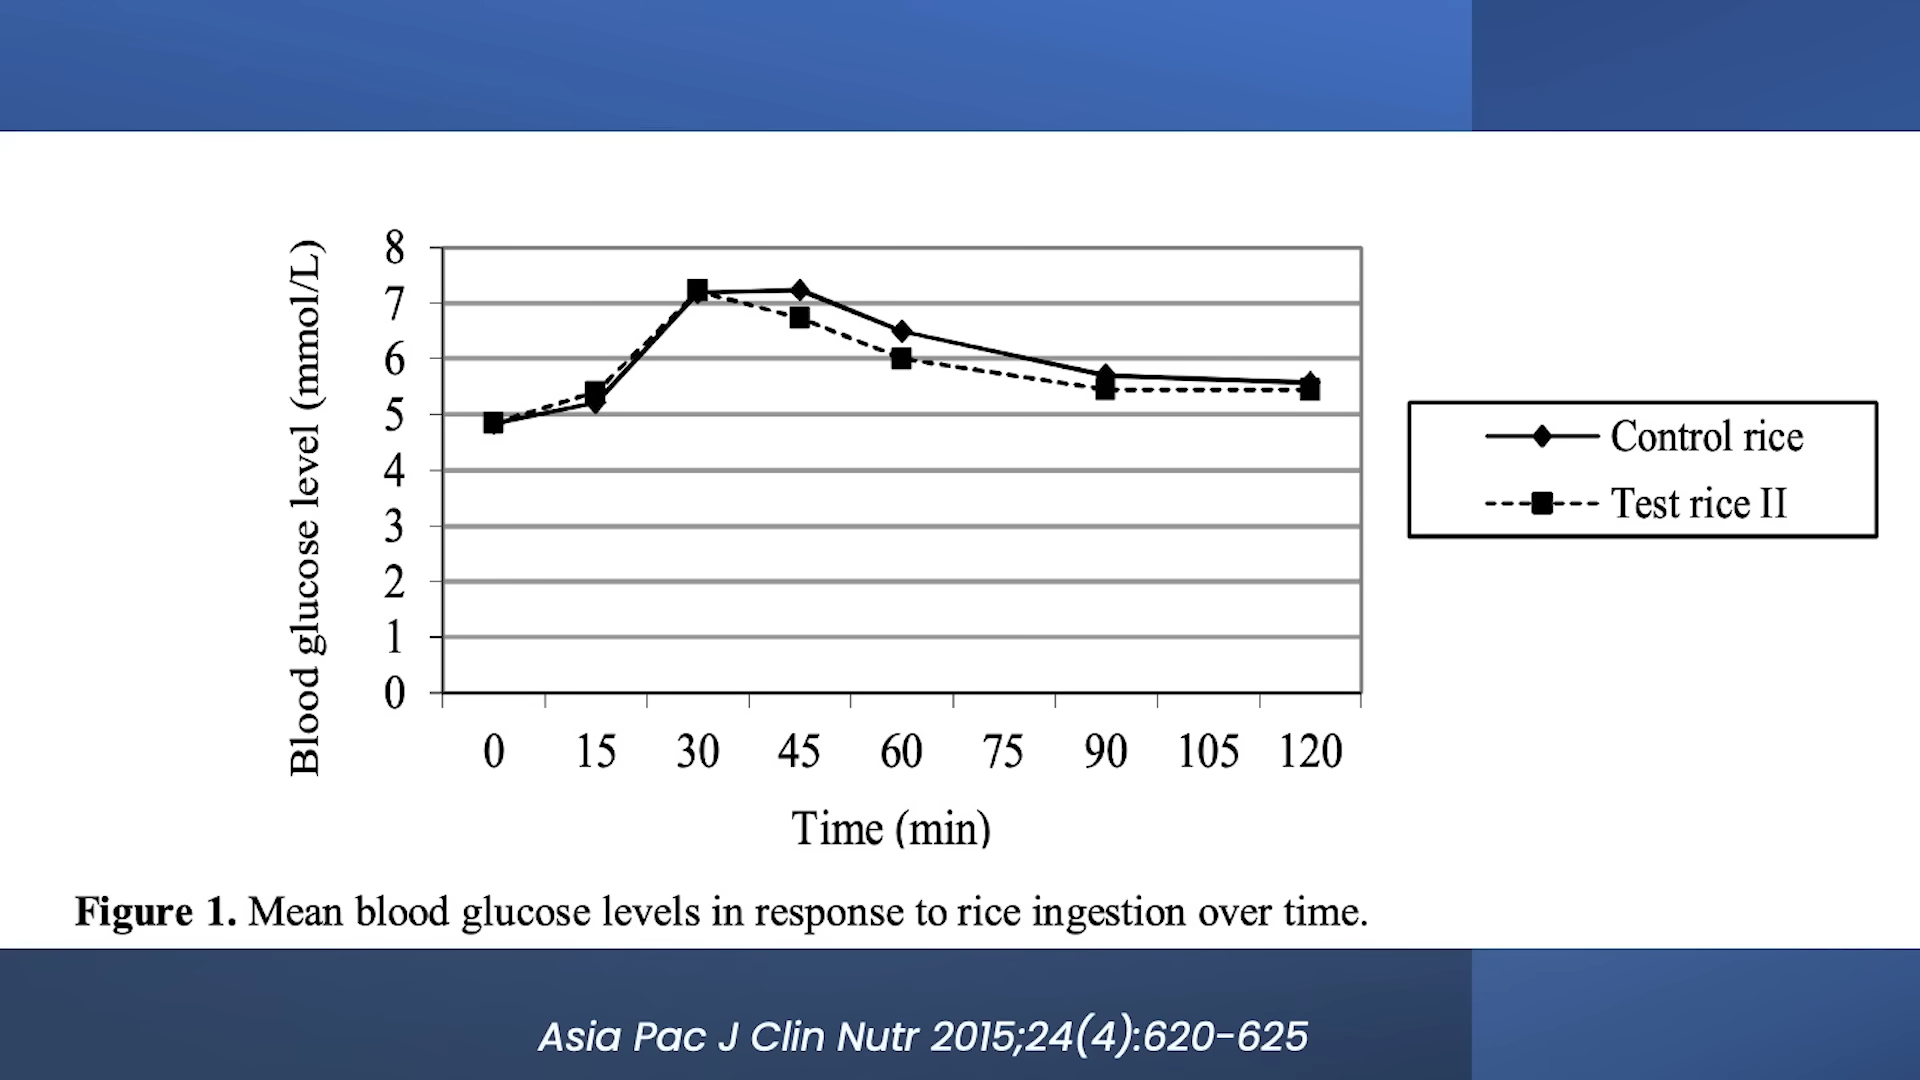 Blood glucose level (mmol/L)
8
7
6
5
4
3
2
1
0
0 15 30 45 60 75 90 105 120
Time (min)
Control rice
Test rice II
Figure 1. Mean blood glucose levels in response to rice ingestion over time.
Asia Pac J Clin Nutr 2015;24(4):620-625